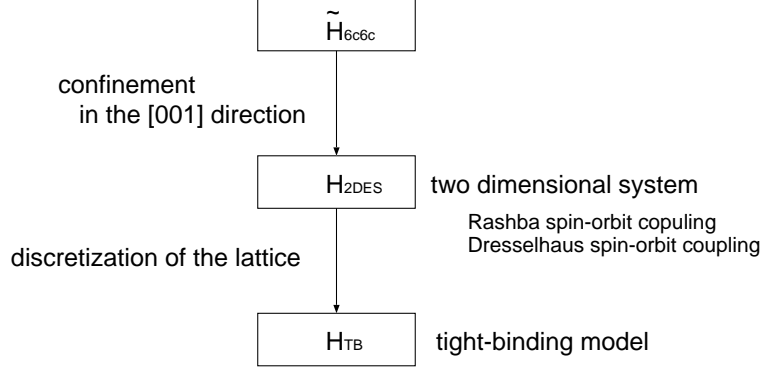 H̃6c6c
confinement
in the [001] direction
H2DES
two dimensional system
Rashba spin-orbit copuling
Dresselhaus spin-orbit coupling
discretization of the lattice
HTB
tight-binding model